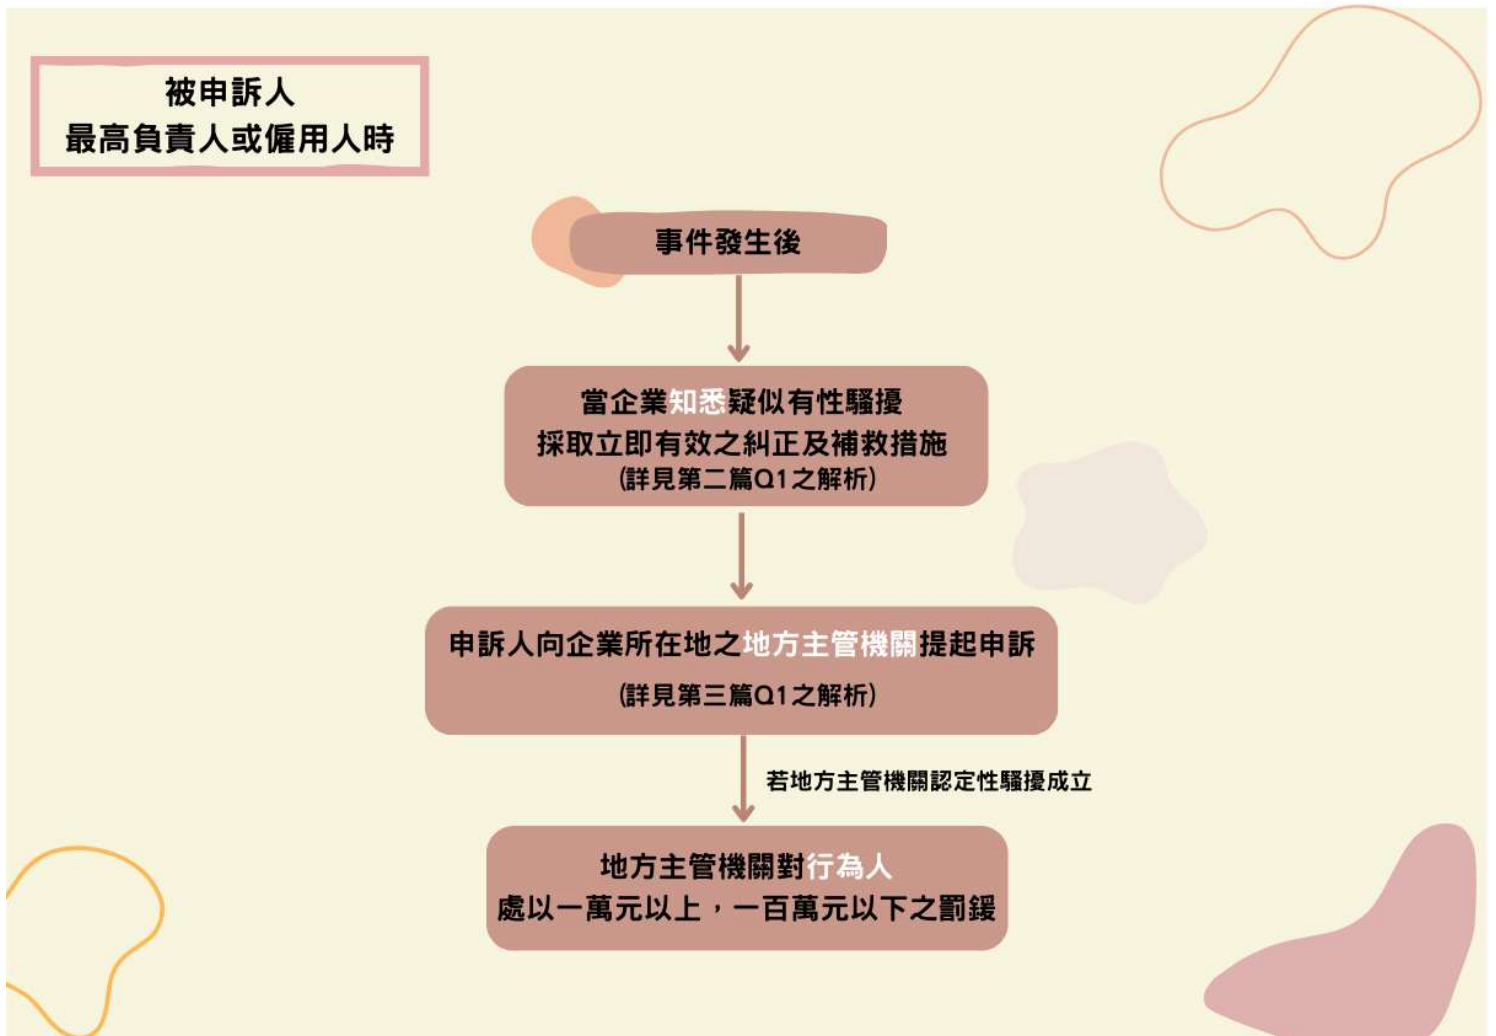 被申訴人
最高負責人或僱用人時
事件發生後
當企業知悉疑似有性騷擾
採取立即有效之糾正及補救措施
(詳見第二篇Q1之解析)
申訴人向企業所在地之地方主管機關提起申訴
(詳見第三篇Q1之解析)
若地方主管機關認定性騷擾成立
地方主管機關對行為人
處以一萬元以上，一百萬元以下之罰鍰